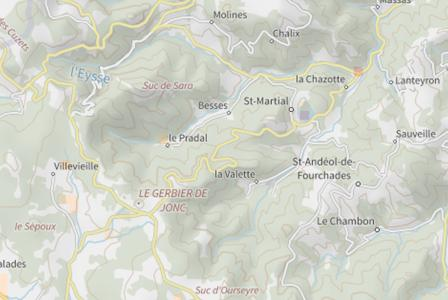 Massas
Molines
Chalix
des Cuzets
l'Eysse
Suc de Sara
la Chazotte
Lanteyron
Besses
St-Martial
le Pradal
Sauveille
Villevieille
la Valette
St-Andéol-de-
Fourchades
LE GERBIER DE
JONC
le Sépoux
Le Chambon
alades
Suc d'Ourseyre